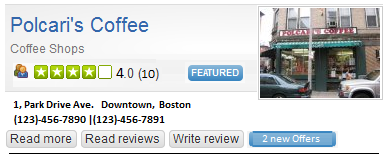 Polcari's Coffee
Coffee Shops
4.0 (10) FEATURED
POLCARI'S COFFEE
1, Park Drive Ave. Downtown, Boston
(123)-456-7890 |(123)-456-7891
Read more Read reviews Write review 2 new Offers